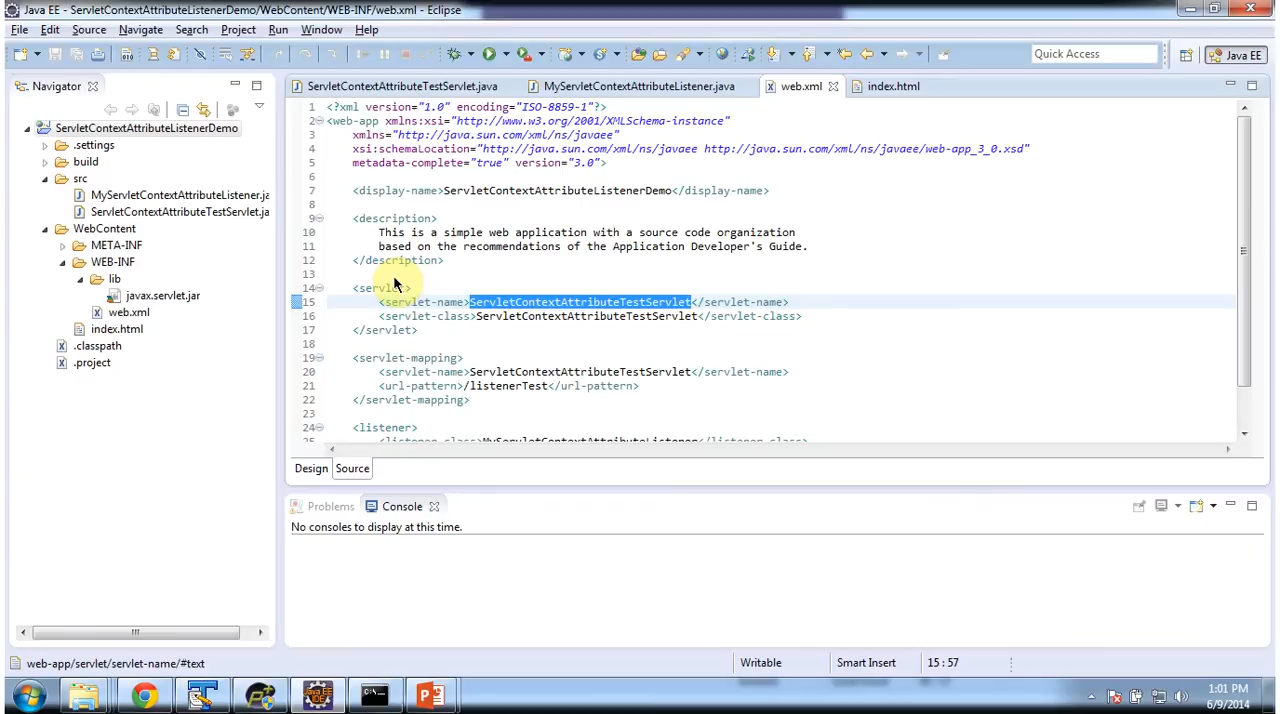 Java EE - ServletContextAttributeListenerDemo/WebContent/WEB-INF/web.xml - Eclipse
File Edit Source Navigate Search Project Run Window Help
Quick Access
Java EE
Navigator
ServletContextAttributeTestServlet.java
MyServletContextAttributeListener.java
web.xml
index.html
ServletContextAttributeListenerDemo
.settings
build
src
MyServletContextAttributeListener.ja
ServletContextAttributeTestServlet.ja
WebContent
META-INF
WEB-INF
lib
javax.servlet.jar
web.xml
index.html
.classpath
.project
1 <?xml version="1.0" encoding="ISO-8859-1"?>
2 <web-app xmlns:xsi="http://www.w3.org/2001/XMLSchema-instance"
3 xmlns="http://java.sun.com/xml/ns/javaee"
4 xsi:schemaLocation="http://java.sun.com/xml/ns/javaee http://java.sun.com/xml/ns/javaee/web-app_3_0.xsd"
5 metadata-complete="true" version="3.0">
6
7 <display-name>ServletContextAttributeListenerDemo</display-name>
8
9 <description>
10 This is a simple web application with a source code organization
11 based on the recommendations of the Application Developer's Guide.
12 </description>
13
14 <servlet>
15 <servlet-name>ServletContextAttributeTestServlet</servlet-name>
16 <servlet-class>ServletContextAttributeTestServlet</servlet-class>
17 </servlet>
18
19 <servlet-mapping>
20 <servlet-name>ServletContextAttributeTestServlet</servlet-name>
21 <url-pattern>/listenerTest</url-pattern>
22 </servlet-mapping>
23
24 <listener>
25 <listener-class>MyServletContextAttributeListener</listener-class>
Design Source
Problems Console
No consoles to display at this time.
web-app/servlet/servlet-name/#text
Writable
Smart Insert
15 : 57
Java EE
IDE
1:01 PM
6/9/2014